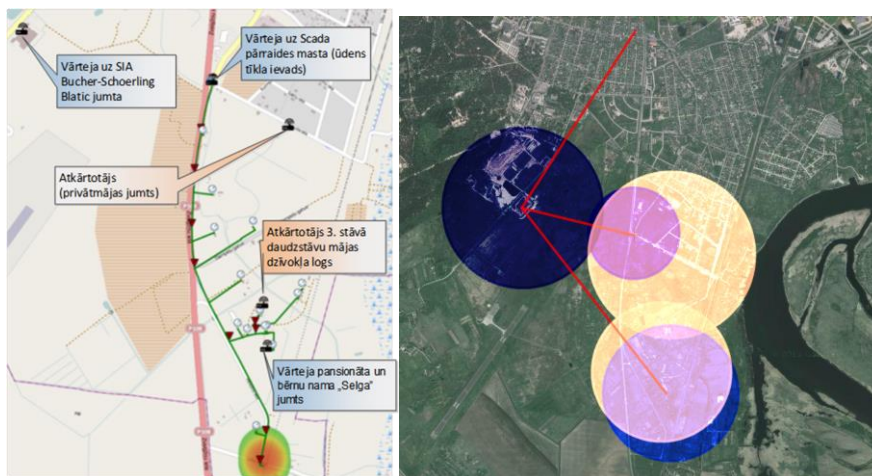 Vārteja uz Scada
pārraides masta (ūdens
tīkla ievads)
Vārteja uz SIA
Bucher-Schoerling
Blatic jumta
Atkārtotājs
(privātmājas jumts)
Atkārtotājs 3. stāvā
daudzstāvu mājas
dzīvokļa logs
Vārteja pansionāta un
bērnu nama „Selga"
jumts